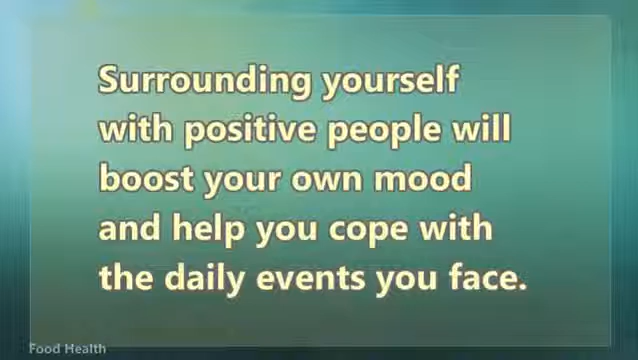 Surrounding yourself
with positive people will
boost your own mood
and help you cope with
the daily events you face.
Food Health